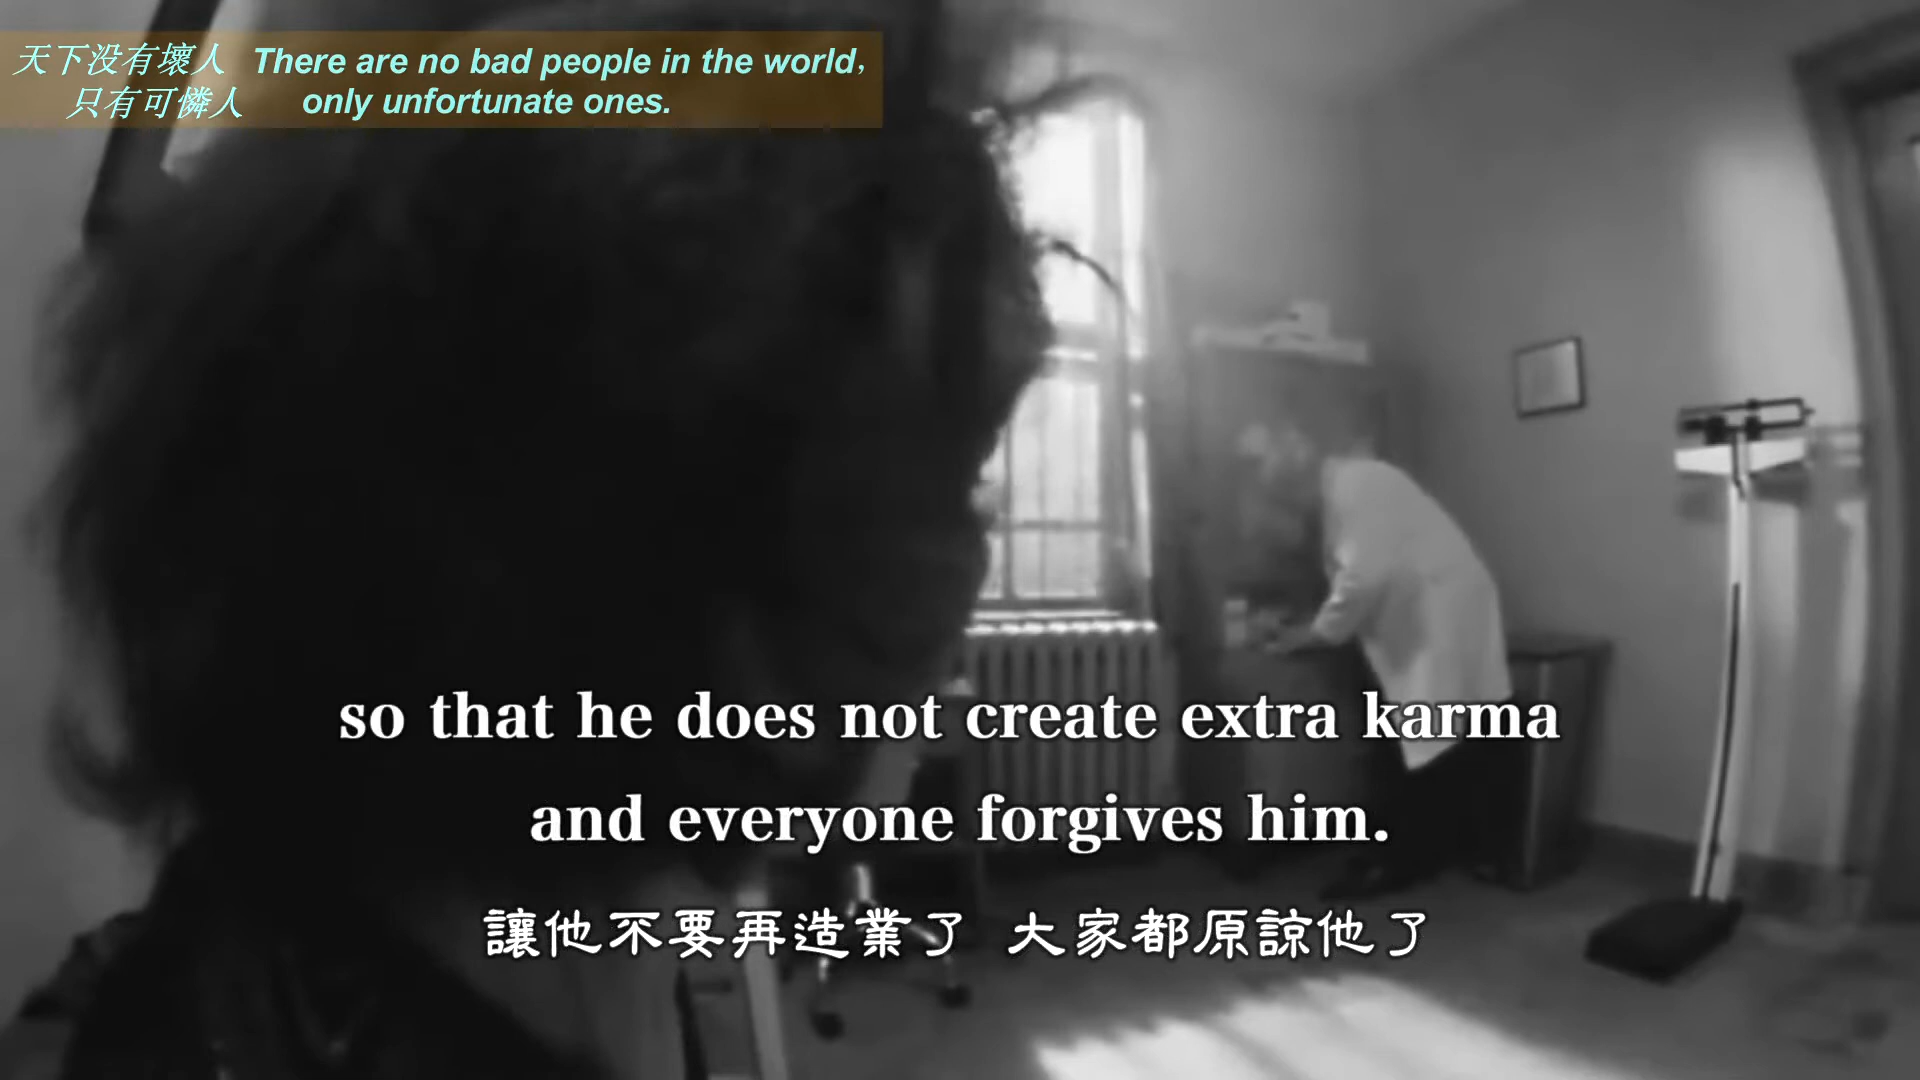 天下没有壞人 There are no bad people in the world,
只有可憐人 only unfortunate ones.
so that he does not create extra karma
and everyone forgives him.
讓他不要再造業了 大家都原諒他了